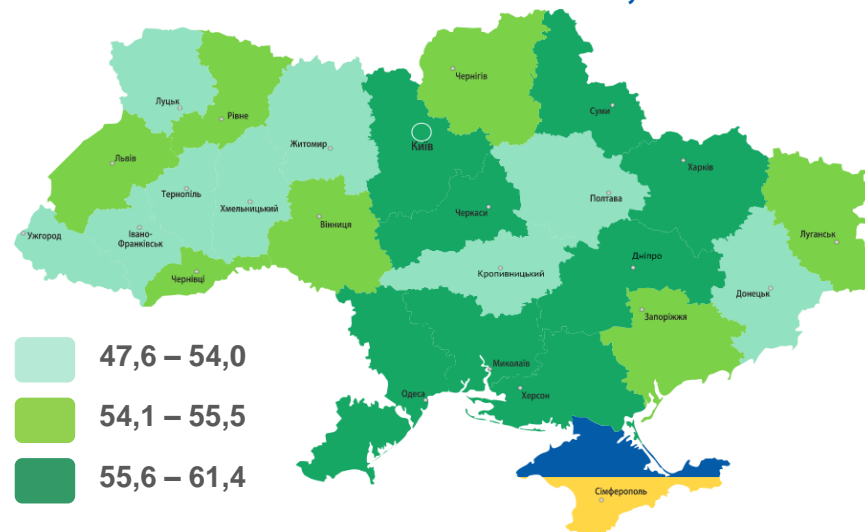 Чернігів
Луцьк
Рівне
Суми
Житомир
Київ
Львів
Харків
Тернопіль
Хмельницький
Черкаси
Полтава
Ужгород
Івано-
Франківськ
Вінниця
Луганськ
Чернівці
Кропивницький
Дніпро
Донецьк
Запоріжжя
Миколаїв
Одеса
Херсон
Сімферополь
47,6 – 54,0
54,1 – 55,5
55,6 – 61,4